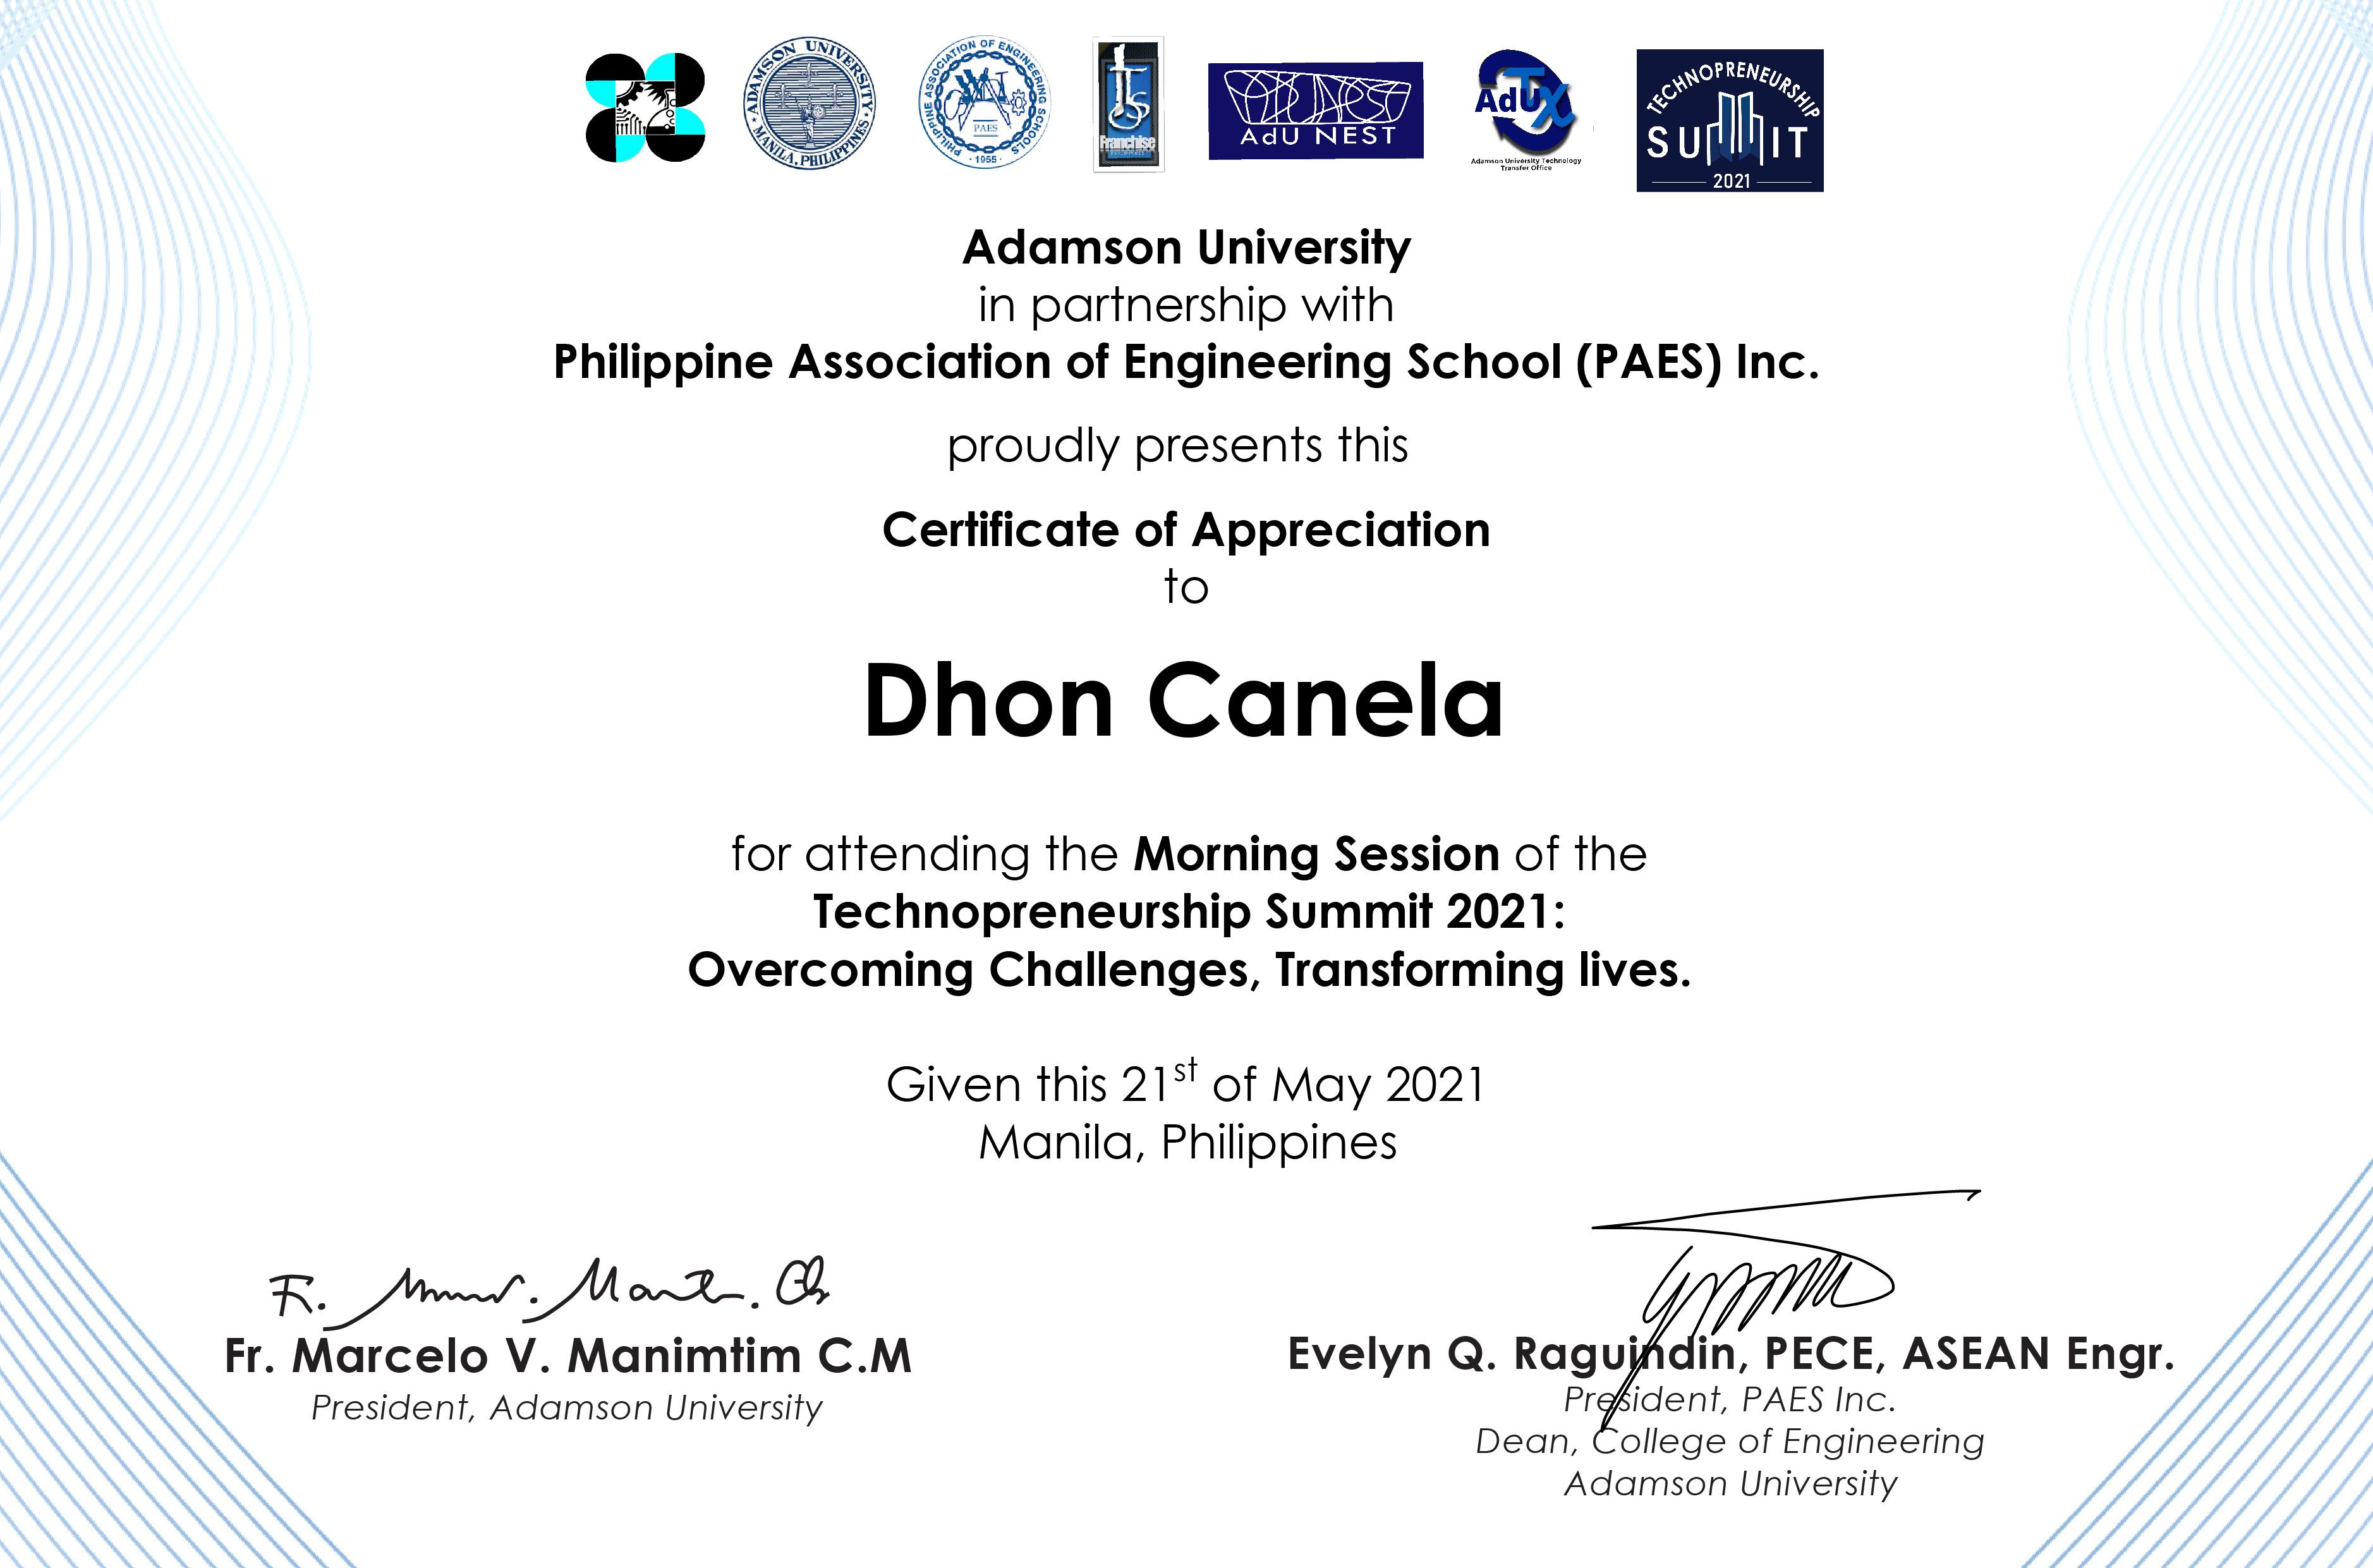 ADAMSON UNIVERSITY
MANILA, PHILIPPINES
PHILIPPINE ASSOCIATION OF ENGINEERING SCHOOLS
PAES
1955
Franchise
AdU NEST
AdUTX
Adamson University Technology
Transfer Office
TECHNOPRENEURSHIP
SUMMIT
2021
Adamson University
in partnership with
Philippine Association of Engineering School (PAES) Inc.
proudly presents this
Certificate of Appreciation
to
Dhon Canela
for attending the Morning Session of the
Technopreneurship Summit 2021:
Overcoming Challenges, Transforming lives.
Given this 21st of May 2021
Manila, Philippines
Fr. Marcelo V. Manimtim C.M
President, Adamson University
Evelyn Q. Raguindin, PECE, ASEAN Engr.
President, PAES Inc.
Dean, College of Engineering
Adamson University